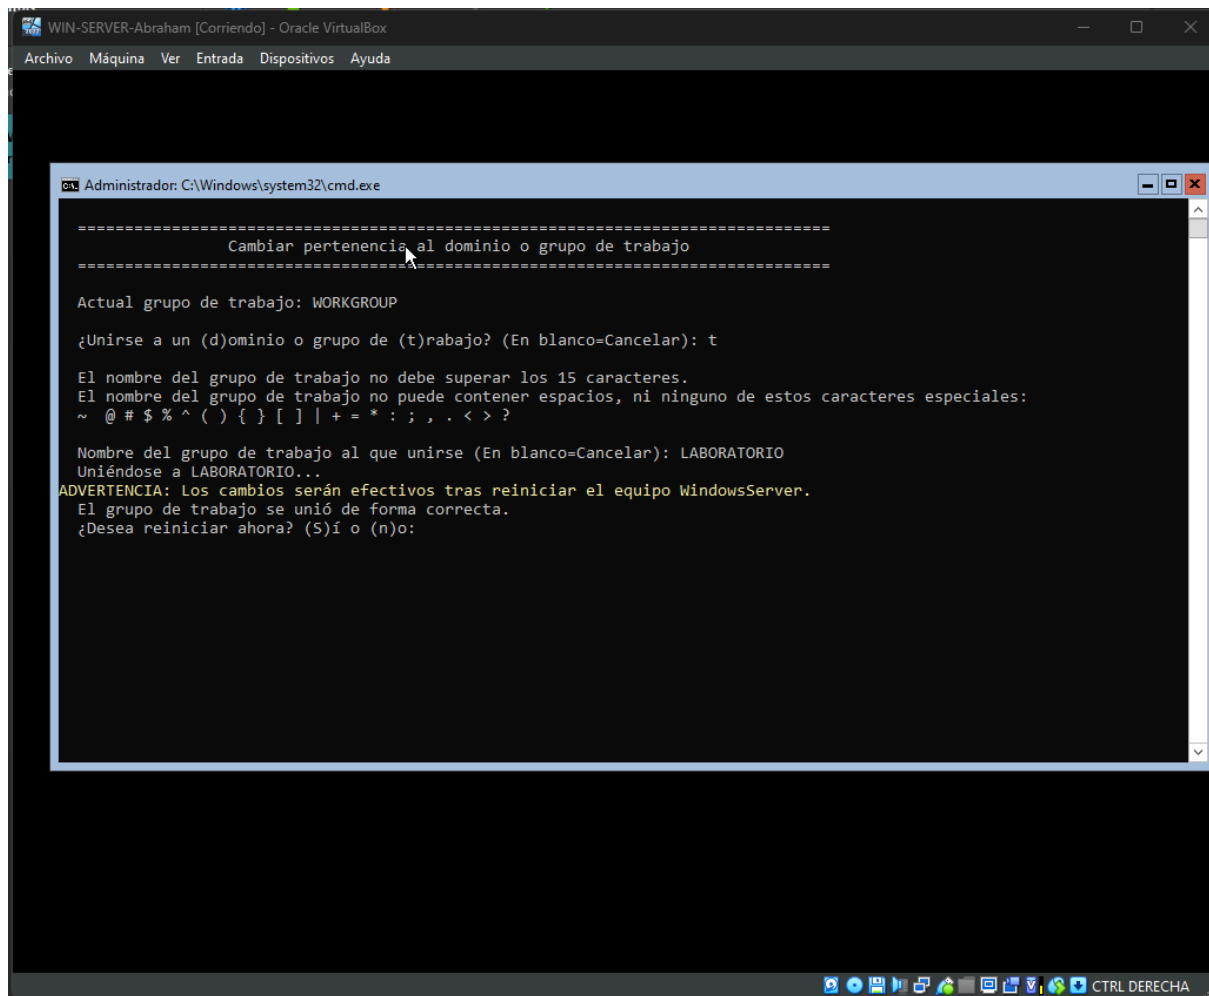 WIN-SERVER-Abraham [Corriendo] - Oracle VirtualBox
Archivo Máquina Ver Entrada Dispositivos Ayuda
Administrador: C:\Windows\system32\cmd.exe
================================================================================
Cambiar pertenencia al dominio o grupo de trabajo
================================================================================
Actual grupo de trabajo: WORKGROUP
¿Unirse a un (d)ominio o grupo de (t)rabajo? (En blanco=Cancelar): t
El nombre del grupo de trabajo no debe superar los 15 caracteres.
El nombre del grupo de trabajo no puede contener espacios, ni ninguno de estos caracteres especiales:
~ @ # $ % ^ ( ) { } [ ] | + = * : ; , . < > ?
Nombre del grupo de trabajo al que unirse (En blanco=Cancelar): LABORATORIO
Uniéndose a LABORATORIO...
ADVERTENCIA: Los cambios serán efectivos tras reiniciar el equipo WindowsServer.
El grupo de trabajo se unió de forma correcta.
¿Desea reiniciar ahora? (S)í o (n)o:
CTRL DERECHA